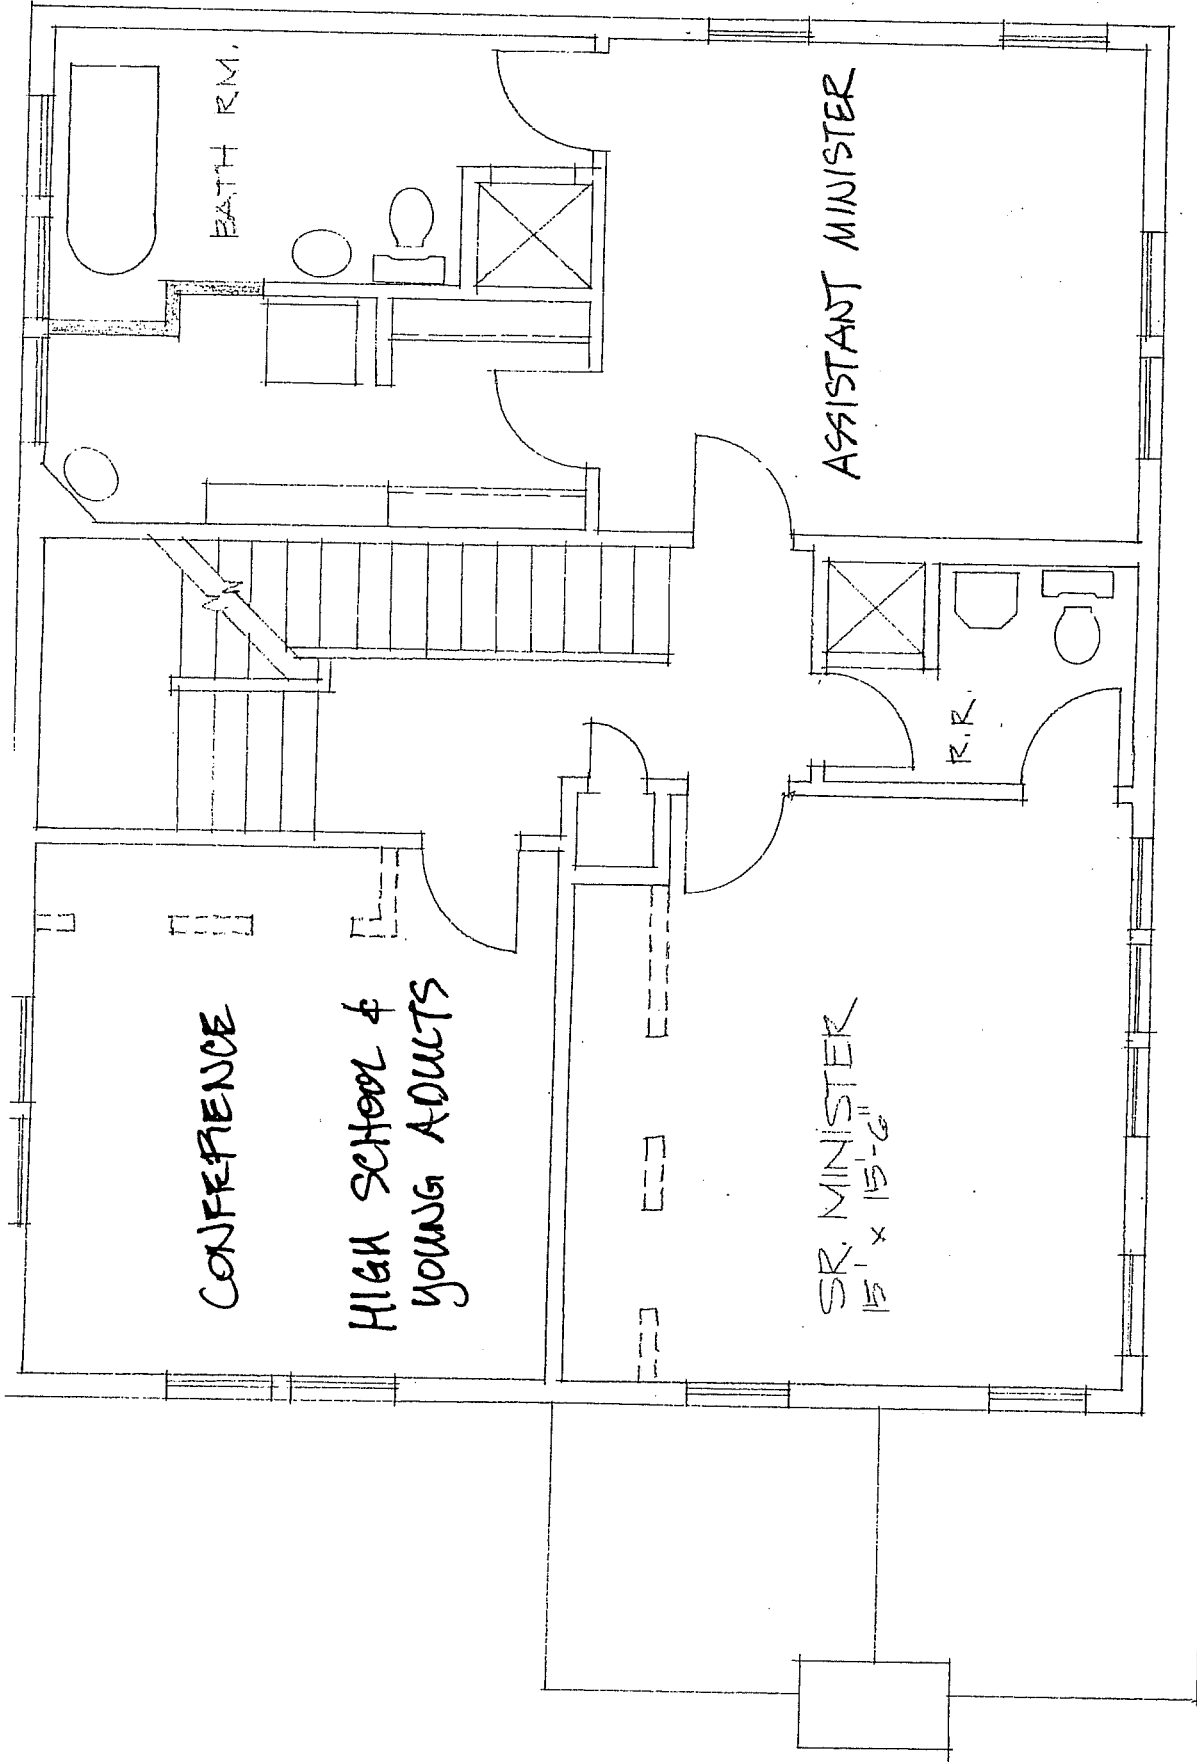 BATH RM.
ASSISTANT MINISTER
R.R.
CONFERENCE
HIGH SCHOOL &
YOUNG ADULTS
SR. MINISTER
15' x 15'-6"